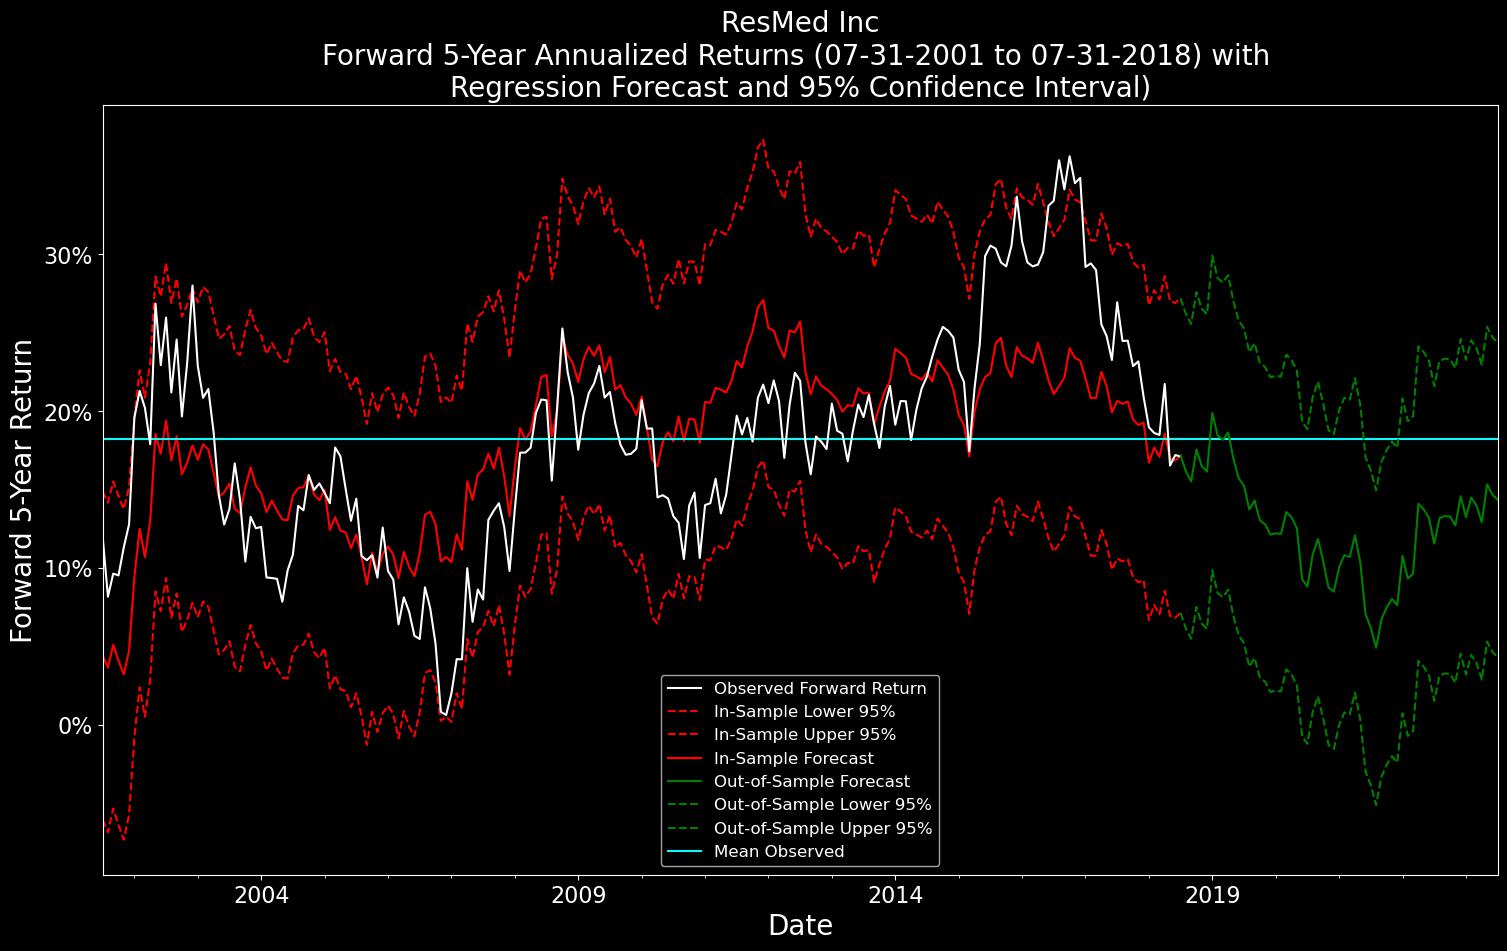 ResMed Inc
Forward 5-Year Annualized Returns (07-31-2001 to 07-31-2018) with
Regression Forecast and 95% Confidence Interval)
Forward 5-Year Return
30%
20%
10%
0%
Observed Forward Return
In-Sample Lower 95%
In-Sample Upper 95%
In-Sample Forecast
Out-of-Sample Forecast
Out-of-Sample Lower 95%
Out-of-Sample Upper 95%
Mean Observed
2004
2009
2014
2019
Date